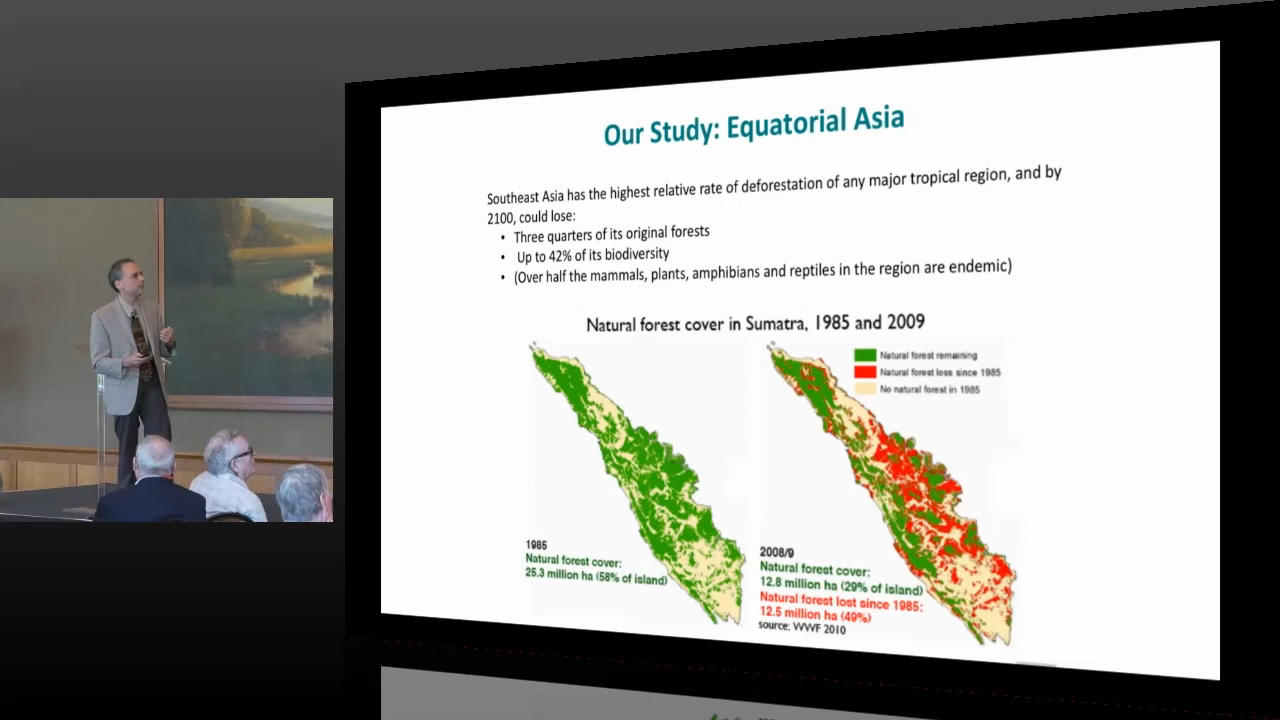 Our Study: Equatorial Asia
Southeast Asia has the highest relative rate of deforestation of any major tropical region, and by
2100, could lose:
• Three quarters of its original forests
• Up to 42% of its biodiversity
• (Over half the mammals, plants, amphibians and reptiles in the region are endemic)
Natural forest cover in Sumatra, 1985 and 2009
Natural forest remaining
Natural forest loss since 1985
No natural forest in 1985
1985
Natural forest cover:
25.3 million ha (58% of island)
2008/9
Natural forest cover:
12.8 million ha (29% of island)
Natural forest lost since 1985:
12.5 million ha (49%)
source: WWF 2010